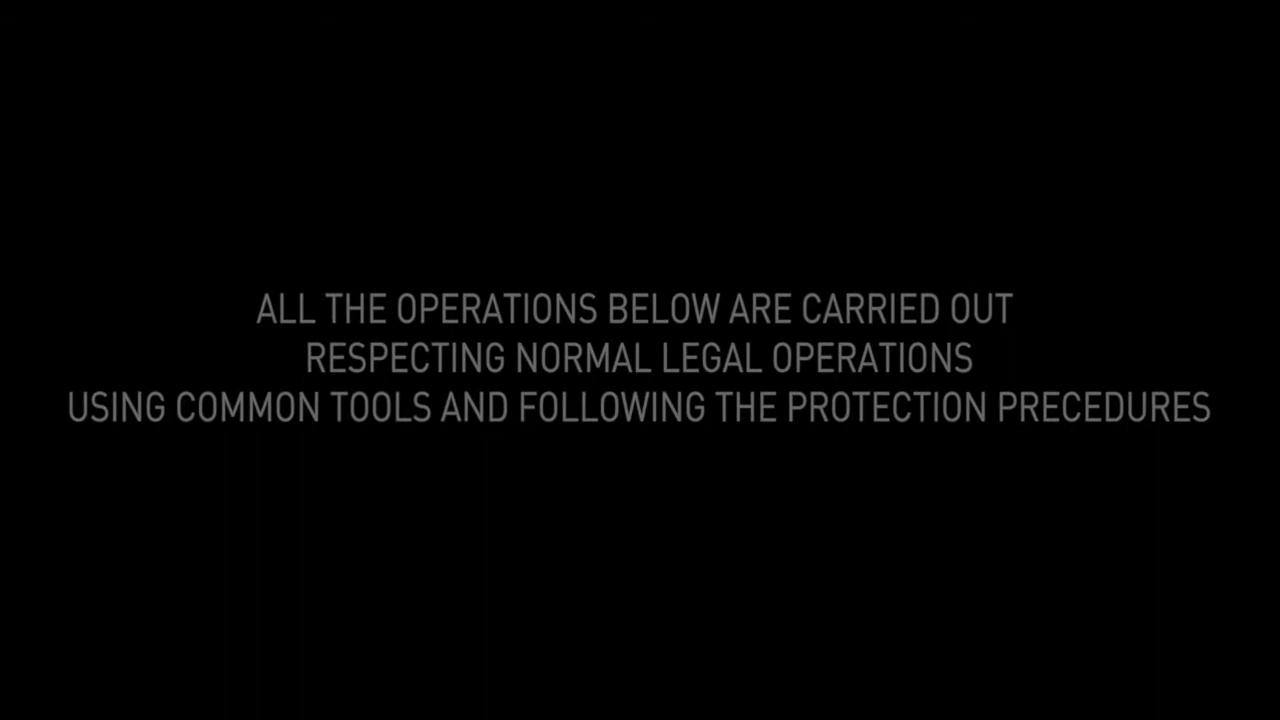 ALL THE OPERATIONS BELOW ARE CARRIED OUT
RESPECTING NORMAL LEGAL OPERATIONS
USING COMMON TOOLS AND FOLLOWING THE PROTECTION PRECEDURES